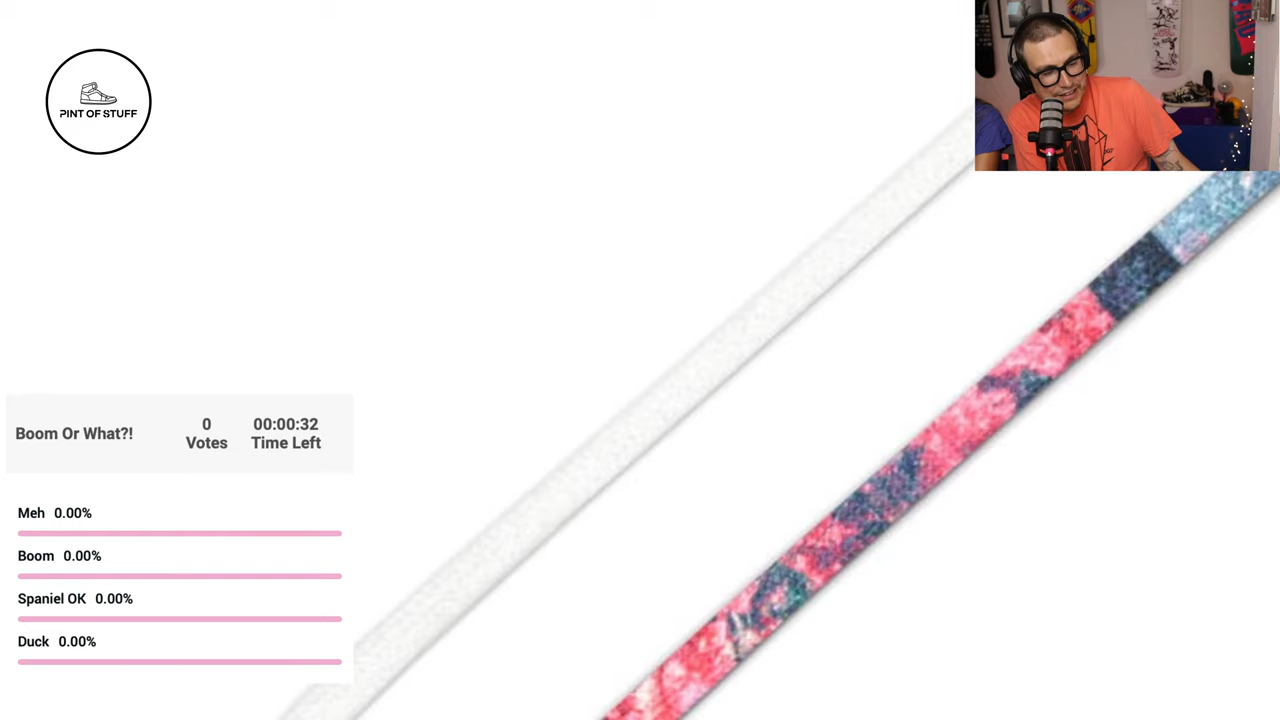 PINT OF STUFF
Boom Or What?!
0
Votes
00:00:32
Time Left
Meh 0.00%
Boom 0.00%
Spaniel OK 0.00%
Duck 0.00%